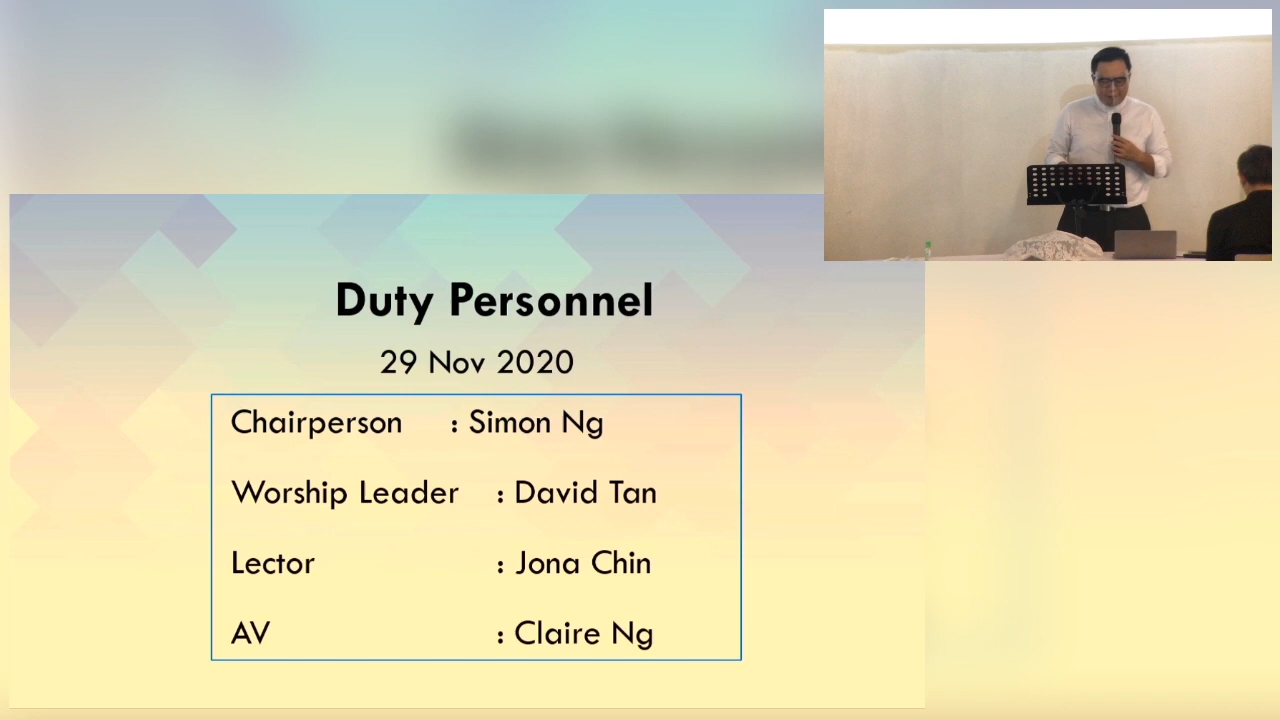 Duty Personnel
29 Nov 2020
Chairperson : Simon Ng
Worship Leader : David Tan
Lector : Jona Chin
AV : Claire Ng